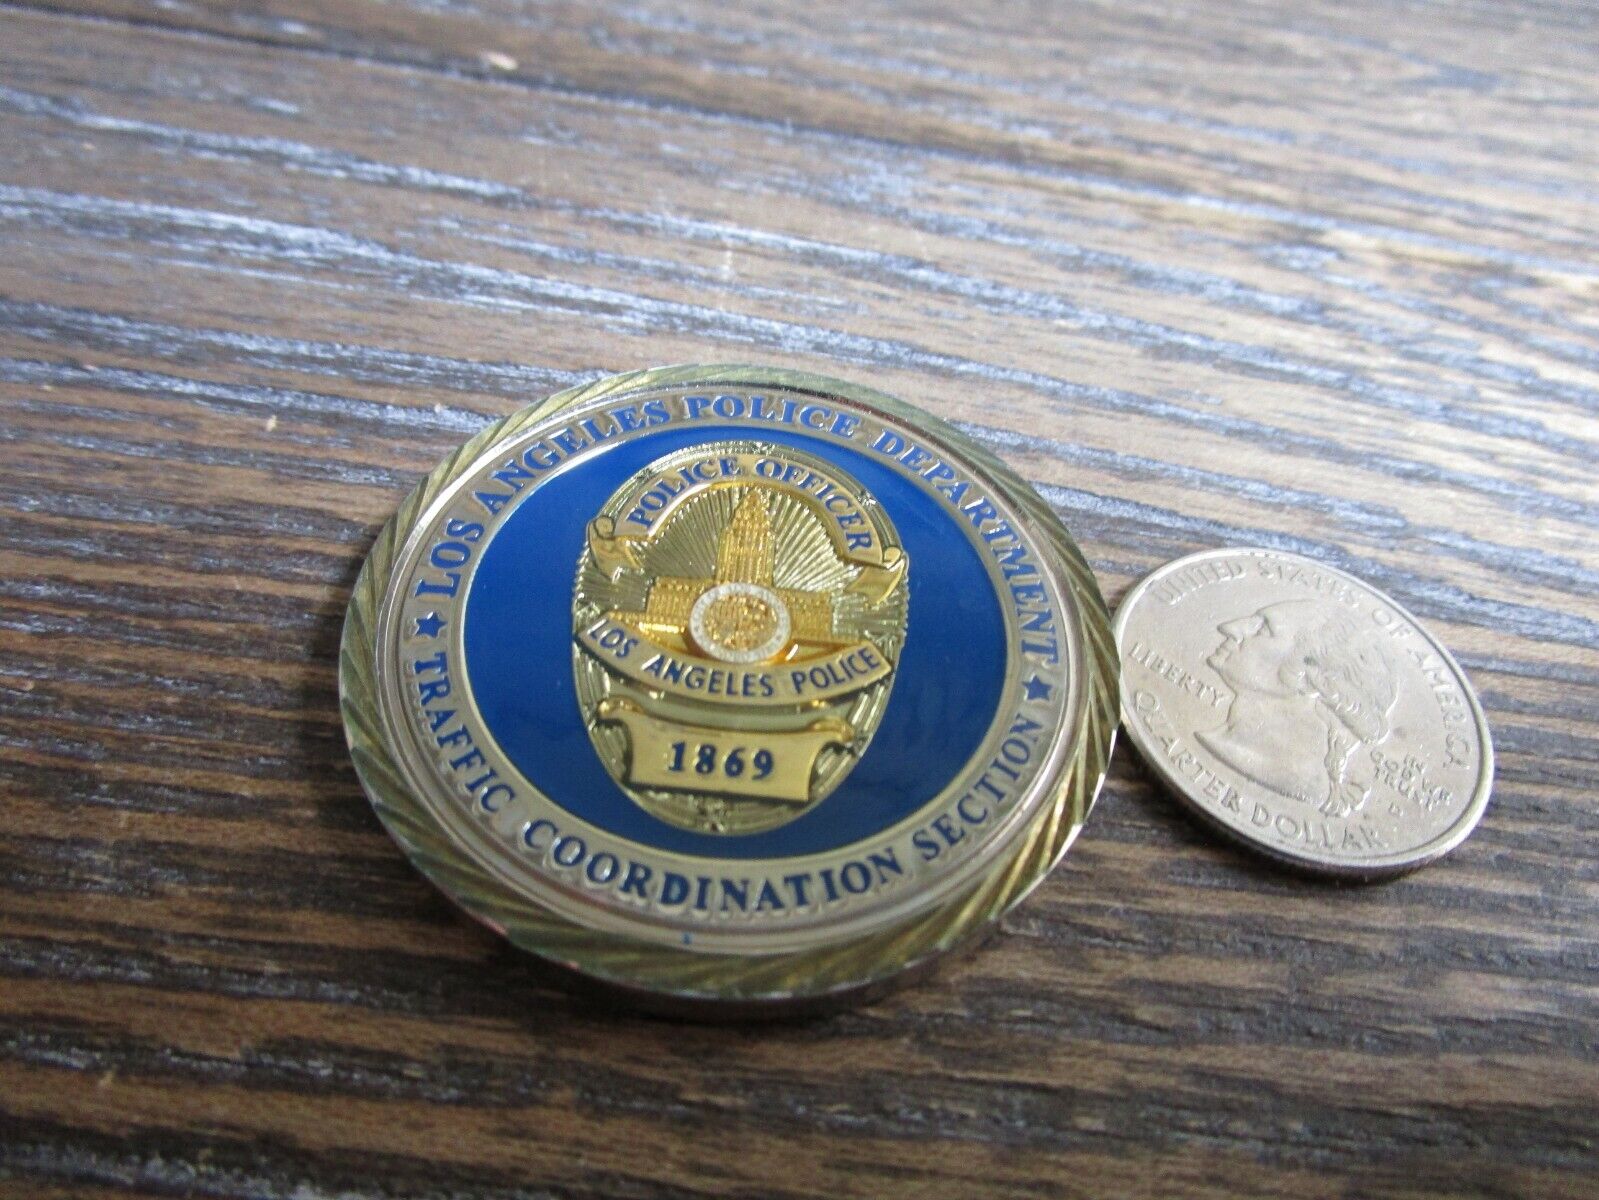 LOS ANGELES POLICE DEPARTMENT
TRAFFIC COORDINATION SECTION
POLICE OFFICER
LOS ANGELES POLICE
1869
UNITED STATES OF AMERICA
LIBERTY
IN
GOD WE
TRUST
QUARTER DOLLAR